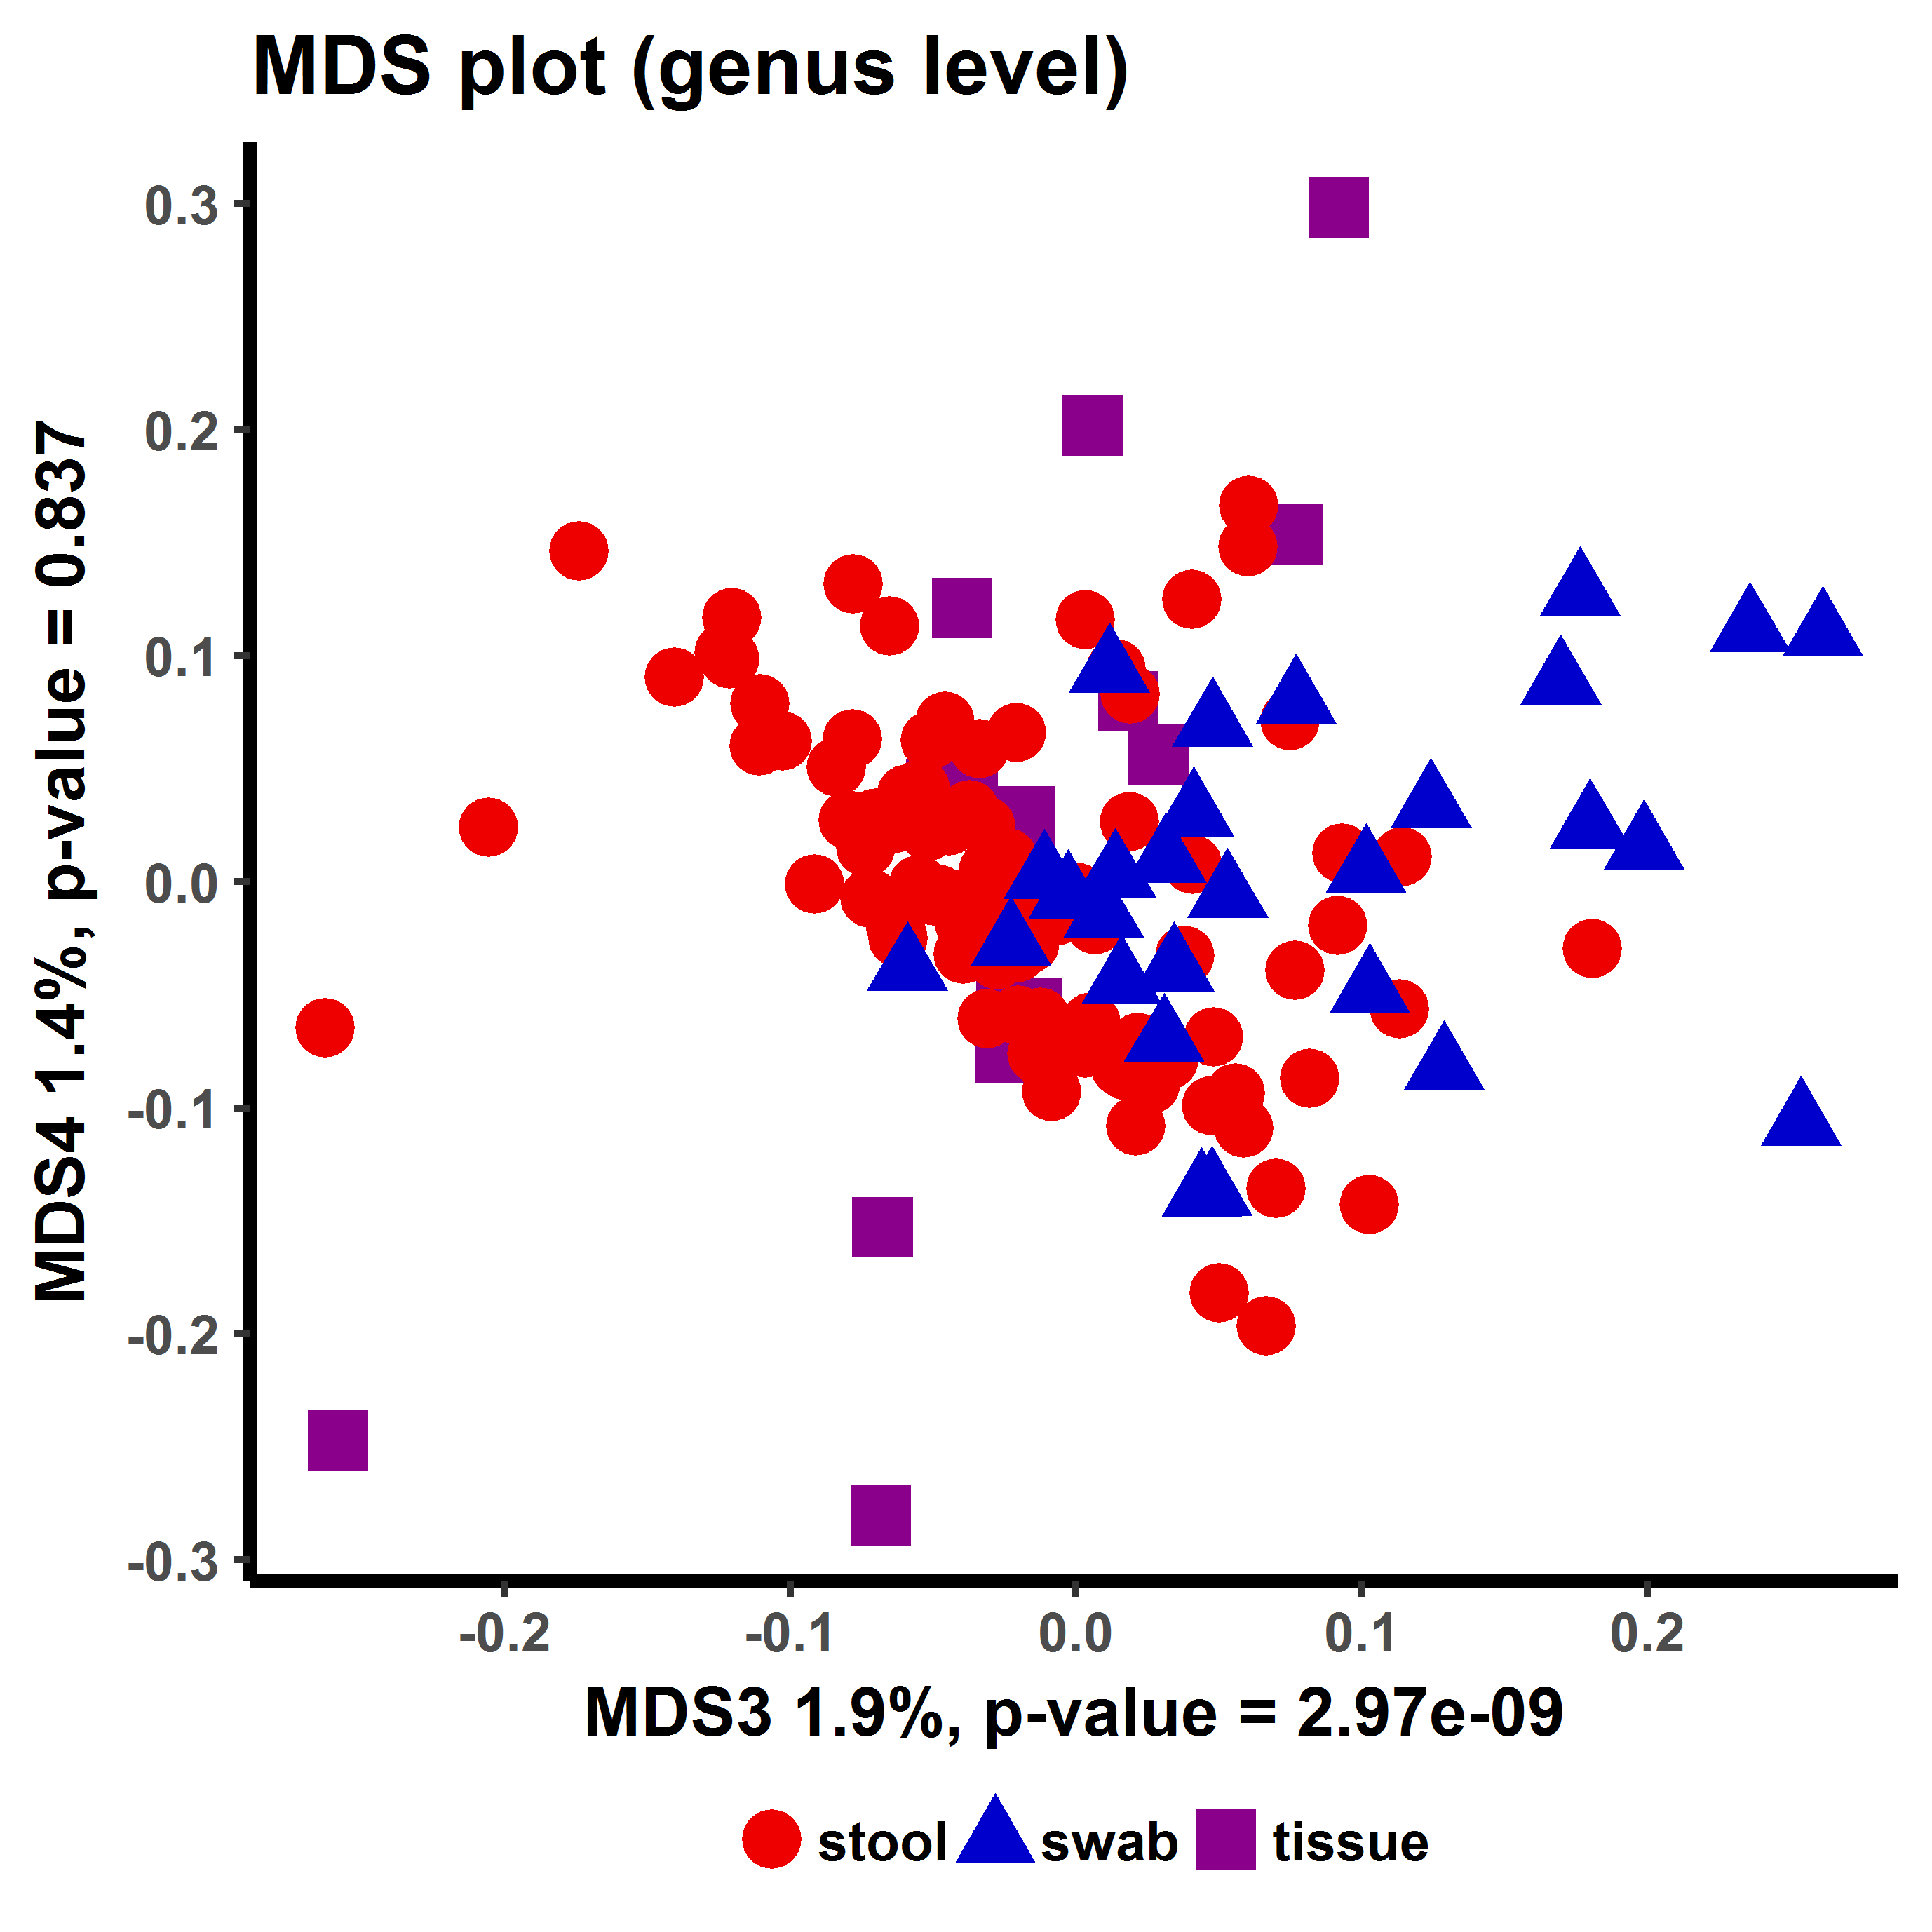 MDS plot (genus level)
MDS4 1.4%, p-value = 0.837
0.3
0.2
0.1
0.0
-0.1
-0.2
-0.3
-0.2 -0.1 0.0 0.1 0.2
MDS3 1.9%, p-value = 2.97e-09
stool swab tissue